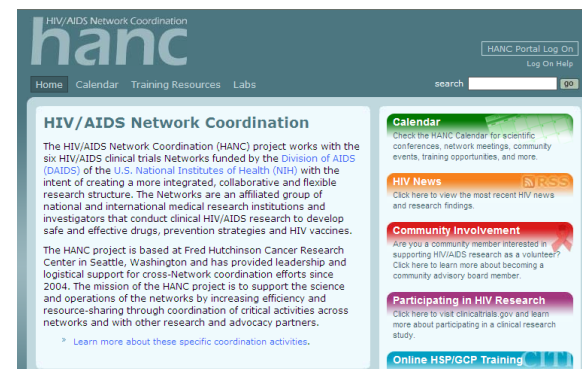 HIV/AIDS Network Coordination
hanc
HANC Portal Log On
Log On Help
Home Calendar Training Resources Labs
search go
HIV/AIDS Network Coordination
The HIV/AIDS Network Coordination (HANC) project works with the
six HIV/AIDS clinical trials Networks funded by the Division of AIDS
(DAIDS) of the U.S. National Institutes of Health (NIH) with the
intent of creating a more integrated, collaborative and flexible
research structure. The Networks are an affiliated group of
national and international medical research institutions and
investigators that conduct clinical HIV/AIDS research to develop
safe and effective drugs, prevention strategies and HIV vaccines.
The HANC project is based at Fred Hutchinson Cancer Research
Center in Seattle, Washington and has provided leadership and
logistical support for cross-Network coordination efforts since
2004. The mission of the HANC project is to support the science
and operations of the networks by increasing efficiency and
resource-sharing through coordination of critical activities across
networks and with other research and advocacy partners.
» Learn more about these specific coordination activities.
Calendar
Check the HANC Calendar for scientific
conferences, network meetings, community
events, training opportunities, and more.
HIV News RSS
Click here to view the most recent HIV news
and research findings.
Community Involvement
Are you a community member interested in
supporting HIV/AIDS research as a volunteer?
Click here to learn more about becoming a
community advisory board member.
Participating in HIV Research
Click here to visit clinicaltrials.gov and learn
more about participating in a clinical research
study.
Online HSP/GCP Training CITI